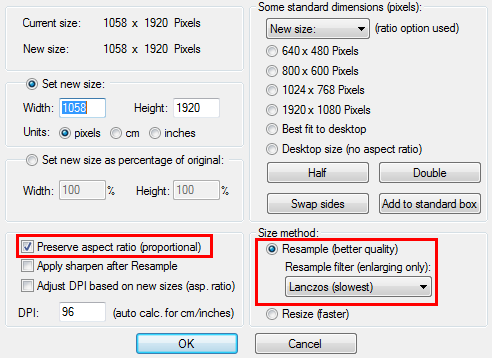 Current size: 1058 x 1920 Pixels
New size: 1058 x 1920 Pixels
Set new size:
Width: 1058 Height: 1920
Units: pixels cm inches
Set new size as percentage of original:
Width: 100 % Height: 100 %
Preserve aspect ratio (proportional)
Apply sharpen after Resample
Adjust DPI based on new sizes (asp. ratio)
DPI: 96 (auto calc. for cm/inches)
Some standard dimensions (pixels):
New size: (ratio option used)
640 x 480 Pixels
800 x 600 Pixels
1024 x 768 Pixels
1920 x 1080 Pixels
Best fit to desktop
Desktop size (no aspect ratio)
Half Double
Swap sides Add to standard box
Size method:
Resample (better quality)
Resample filter (enlarging only):
Lanczos (slowest)
Resize (faster)
OK Cancel